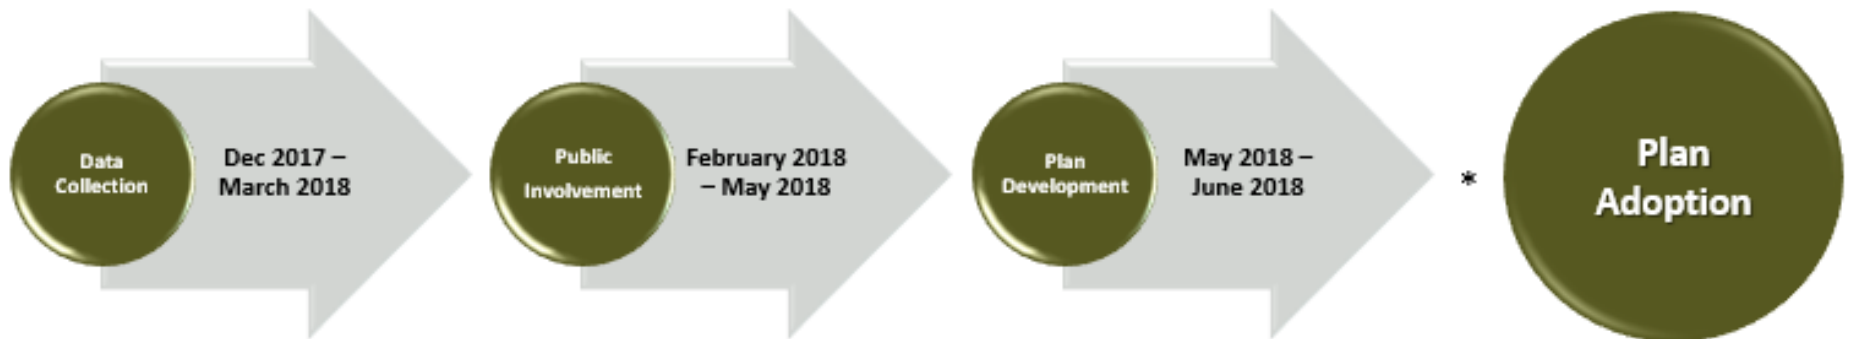 Data
Collection
Dec 2017 –
March 2018
Public
Involvement
February 2018
– May 2018
Plan
Development
May 2018 –
June 2018
*
Plan
Adoption